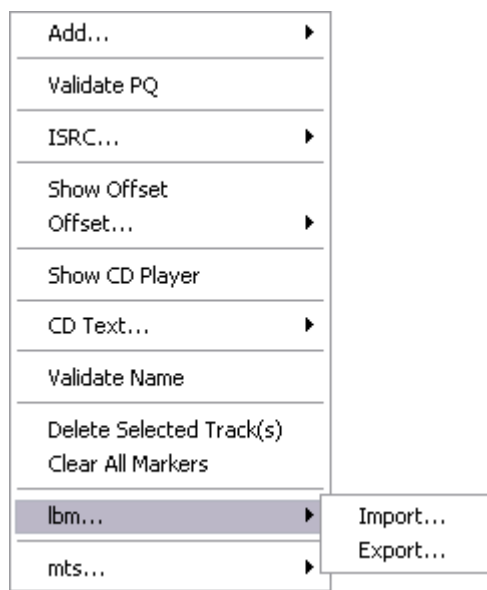 Add...
Validate PQ
ISRC...
Show Offset
Offset...
Show CD Player
CD Text...
Validate Name
Delete Selected Track(s)
Clear All Markers
lbm...
Import...
Export...
mts...